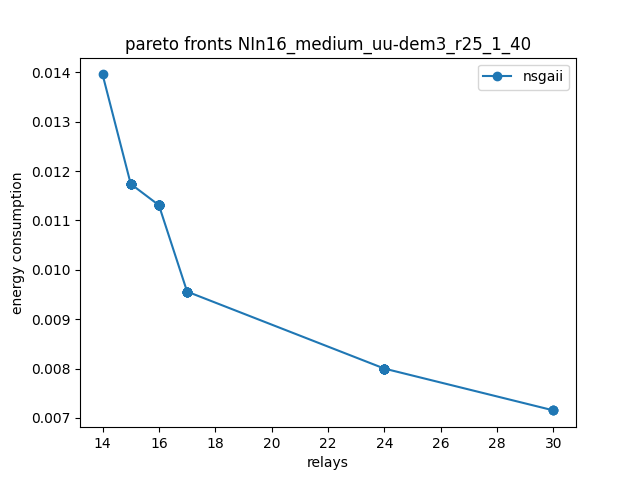 pareto fronts NIn16_medium_uu-dem3_r25_1_40
nsgaii
energy consumption
0.014
0.013
0.012
0.011
0.010
0.009
0.008
0.007
14 16 18 20 22 24 26 28 30
relays